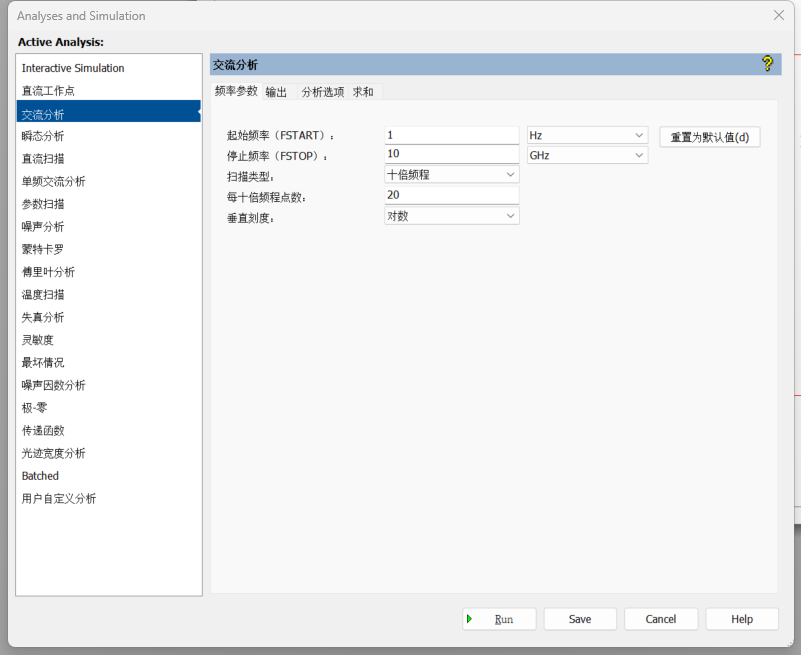 Analyses and Simulation
Active Analysis:
Interactive Simulation
直流工作点
交流分析
瞬态分析
直流扫描
单频交流分析
参数扫描
噪声分析
蒙特卡罗
傅里叶分析
温度扫描
失真分析
灵敏度
最坏情况
噪声因数分析
极-零
传递函数
光迹宽度分析
Batched
用户自定义分析
交流分析 ?
频率参数 输出 分析选项 求和
起始频率（FSTART）： 1 Hz 重置为默认值(d)
停止频率（FSTOP）： 10 GHz
扫描类型： 十倍频程
每十倍频程点数： 20
垂直刻度： 对数
Run Save Cancel Help